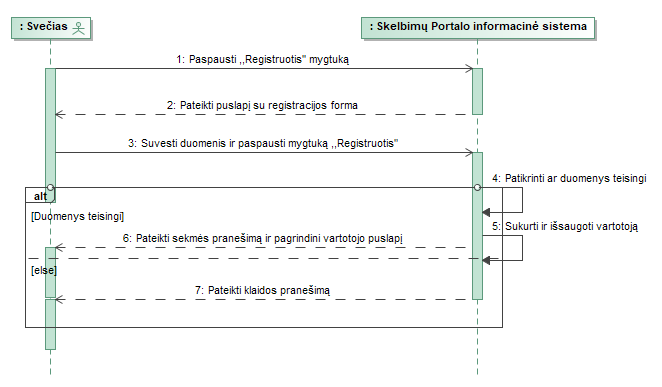 : Svečias
: Skelbimų Portalo informacinė sistema
1: Paspausti ,,Registruotis" mygtuką
2: Pateikti puslapį su registracijos forma
3: Suvesti duomenis ir paspausti mygtuką ,,Registruotis"
4: Patikrinti ar duomenys teisingi
alt
[Duomenys teisingi]
5: Sukurti ir išsaugoti vartotoją
6: Pateikti sekmės pranešimą ir pagrindini vartotojo puslapį
[else]
7: Pateikti klaidos pranešimą